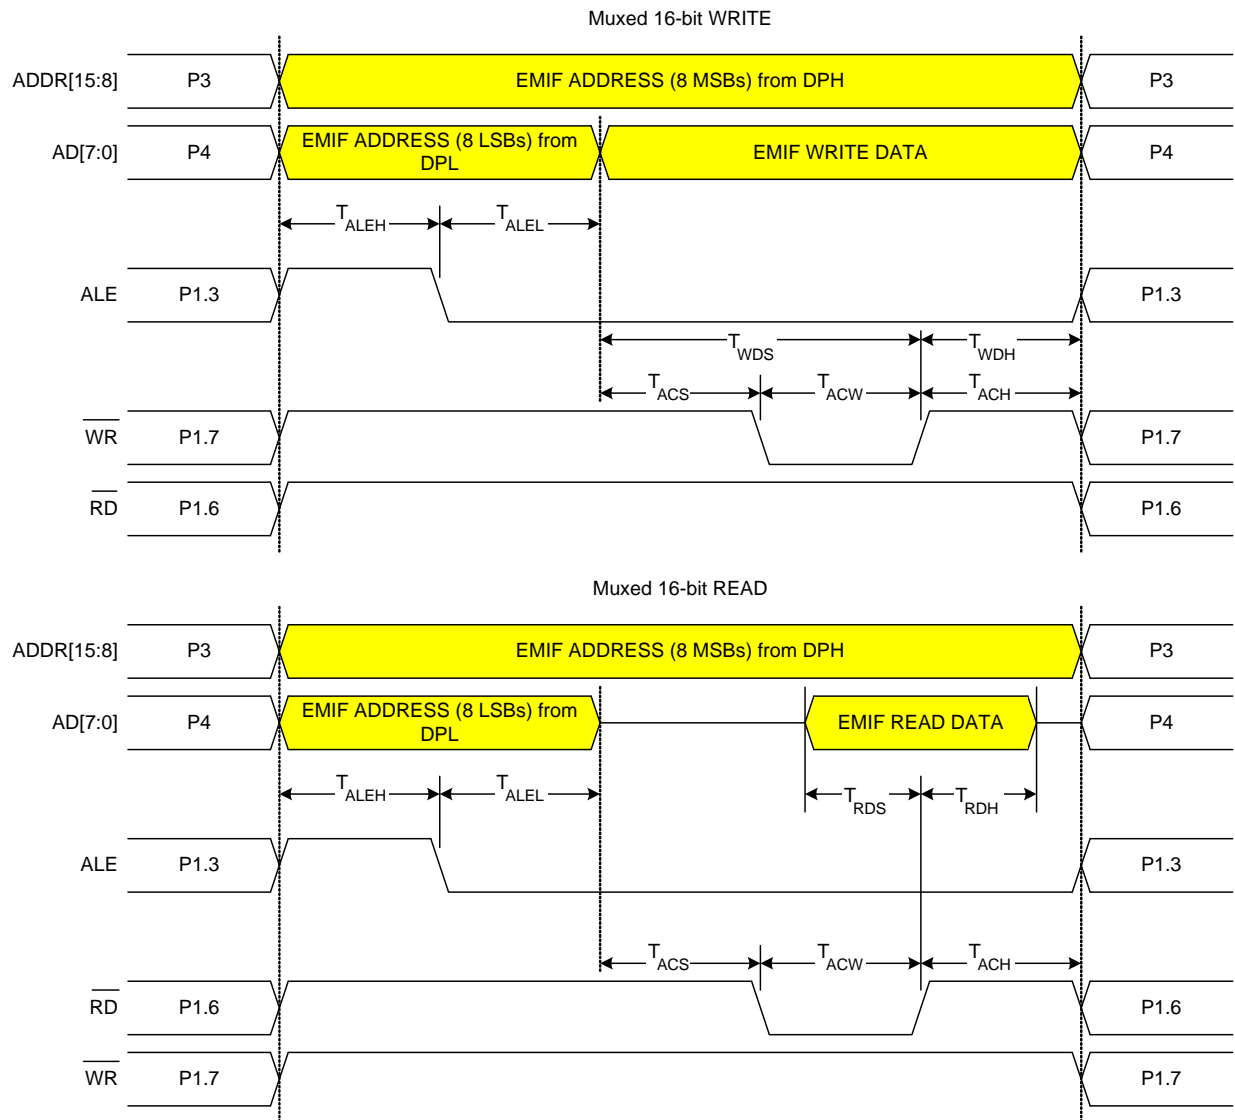 Muxed 16-bit WRITE
ADDR[15:8] P3 EMIF ADDRESS (8 MSBs) from DPH P3
AD[7:0] P4 EMIF ADDRESS (8 LSBs) from DPL EMIF WRITE DATA P4
TALEH TALEL
ALE P1.3 P1.3
TWDS TWDH
TACS TACW TACH
WR P1.7 P1.7
RD P1.6 P1.6
Muxed 16-bit READ
ADDR[15:8] P3 EMIF ADDRESS (8 MSBs) from DPH P3
AD[7:0] P4 EMIF ADDRESS (8 LSBs) from DPL EMIF READ DATA P4
TALEH TALEL TRDS TRDH
ALE P1.3 P1.3
TACS TACW TACH
RD P1.6 P1.6
WR P1.7 P1.7